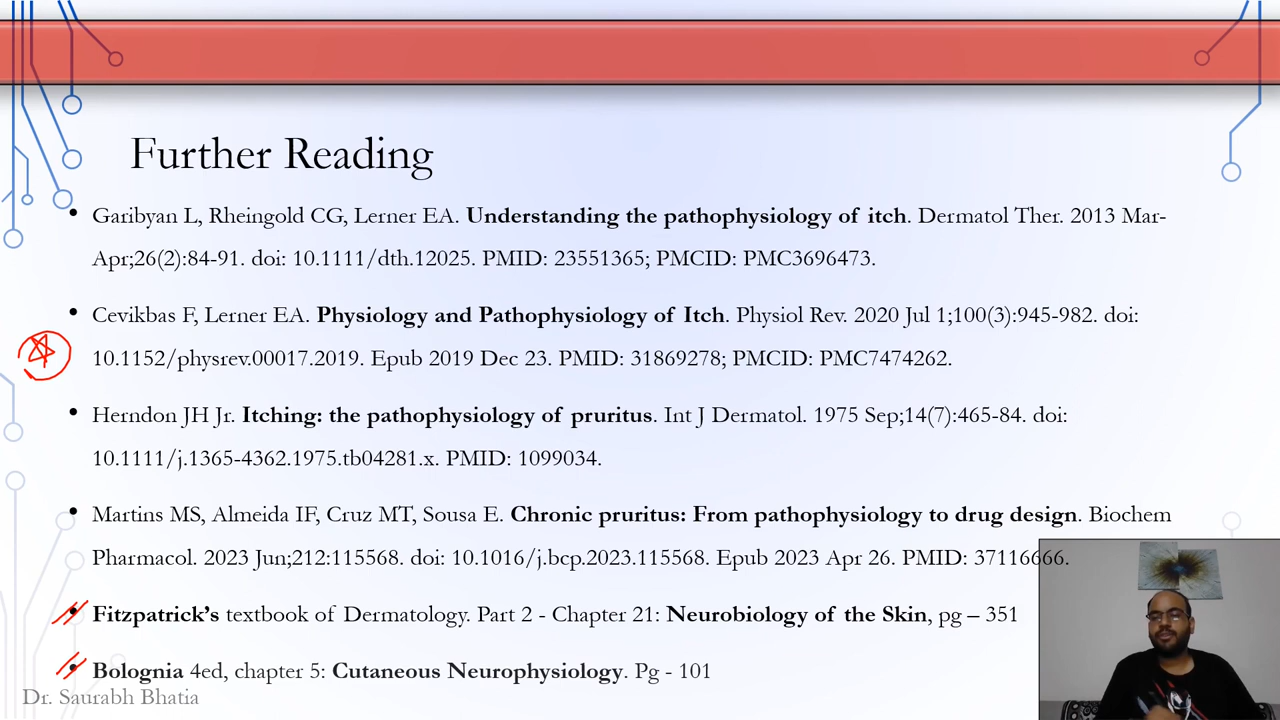 Further Reading
• Garibyan L, Rheingold CG, Lerner EA. Understanding the pathophysiology of itch. Dermatol Ther. 2013 Mar-
Apr;26(2):84-91. doi: 10.1111/dth.12025. PMID: 23551365; PMCID: PMC3696473.
• Cevikbas F, Lerner EA. Physiology and Pathophysiology of Itch. Physiol Rev. 2020 Jul 1;100(3):945-982. doi:
10.1152/physrev.00017.2019. Epub 2019 Dec 23. PMID: 31869278; PMCID: PMC7474262.
• Herndon JH Jr. Itching: the pathophysiology of pruritus. Int J Dermatol. 1975 Sep;14(7):465-84. doi:
10.1111/j.1365-4362.1975.tb04281.x. PMID: 1099034.
• Martins MS, Almeida IF, Cruz MT, Sousa E. Chronic pruritus: From pathophysiology to drug design. Biochem
Pharmacol. 2023 Jun;212:115568. doi: 10.1016/j.bcp.2023.115568. Epub 2023 Apr 26. PMID: 37116666.
• Fitzpatrick’s textbook of Dermatology. Part 2 - Chapter 21: Neurobiology of the Skin, pg – 351
• Bolognia 4ed, chapter 5: Cutaneous Neurophysiology. Pg - 101
Dr. Saurabh Bhatia